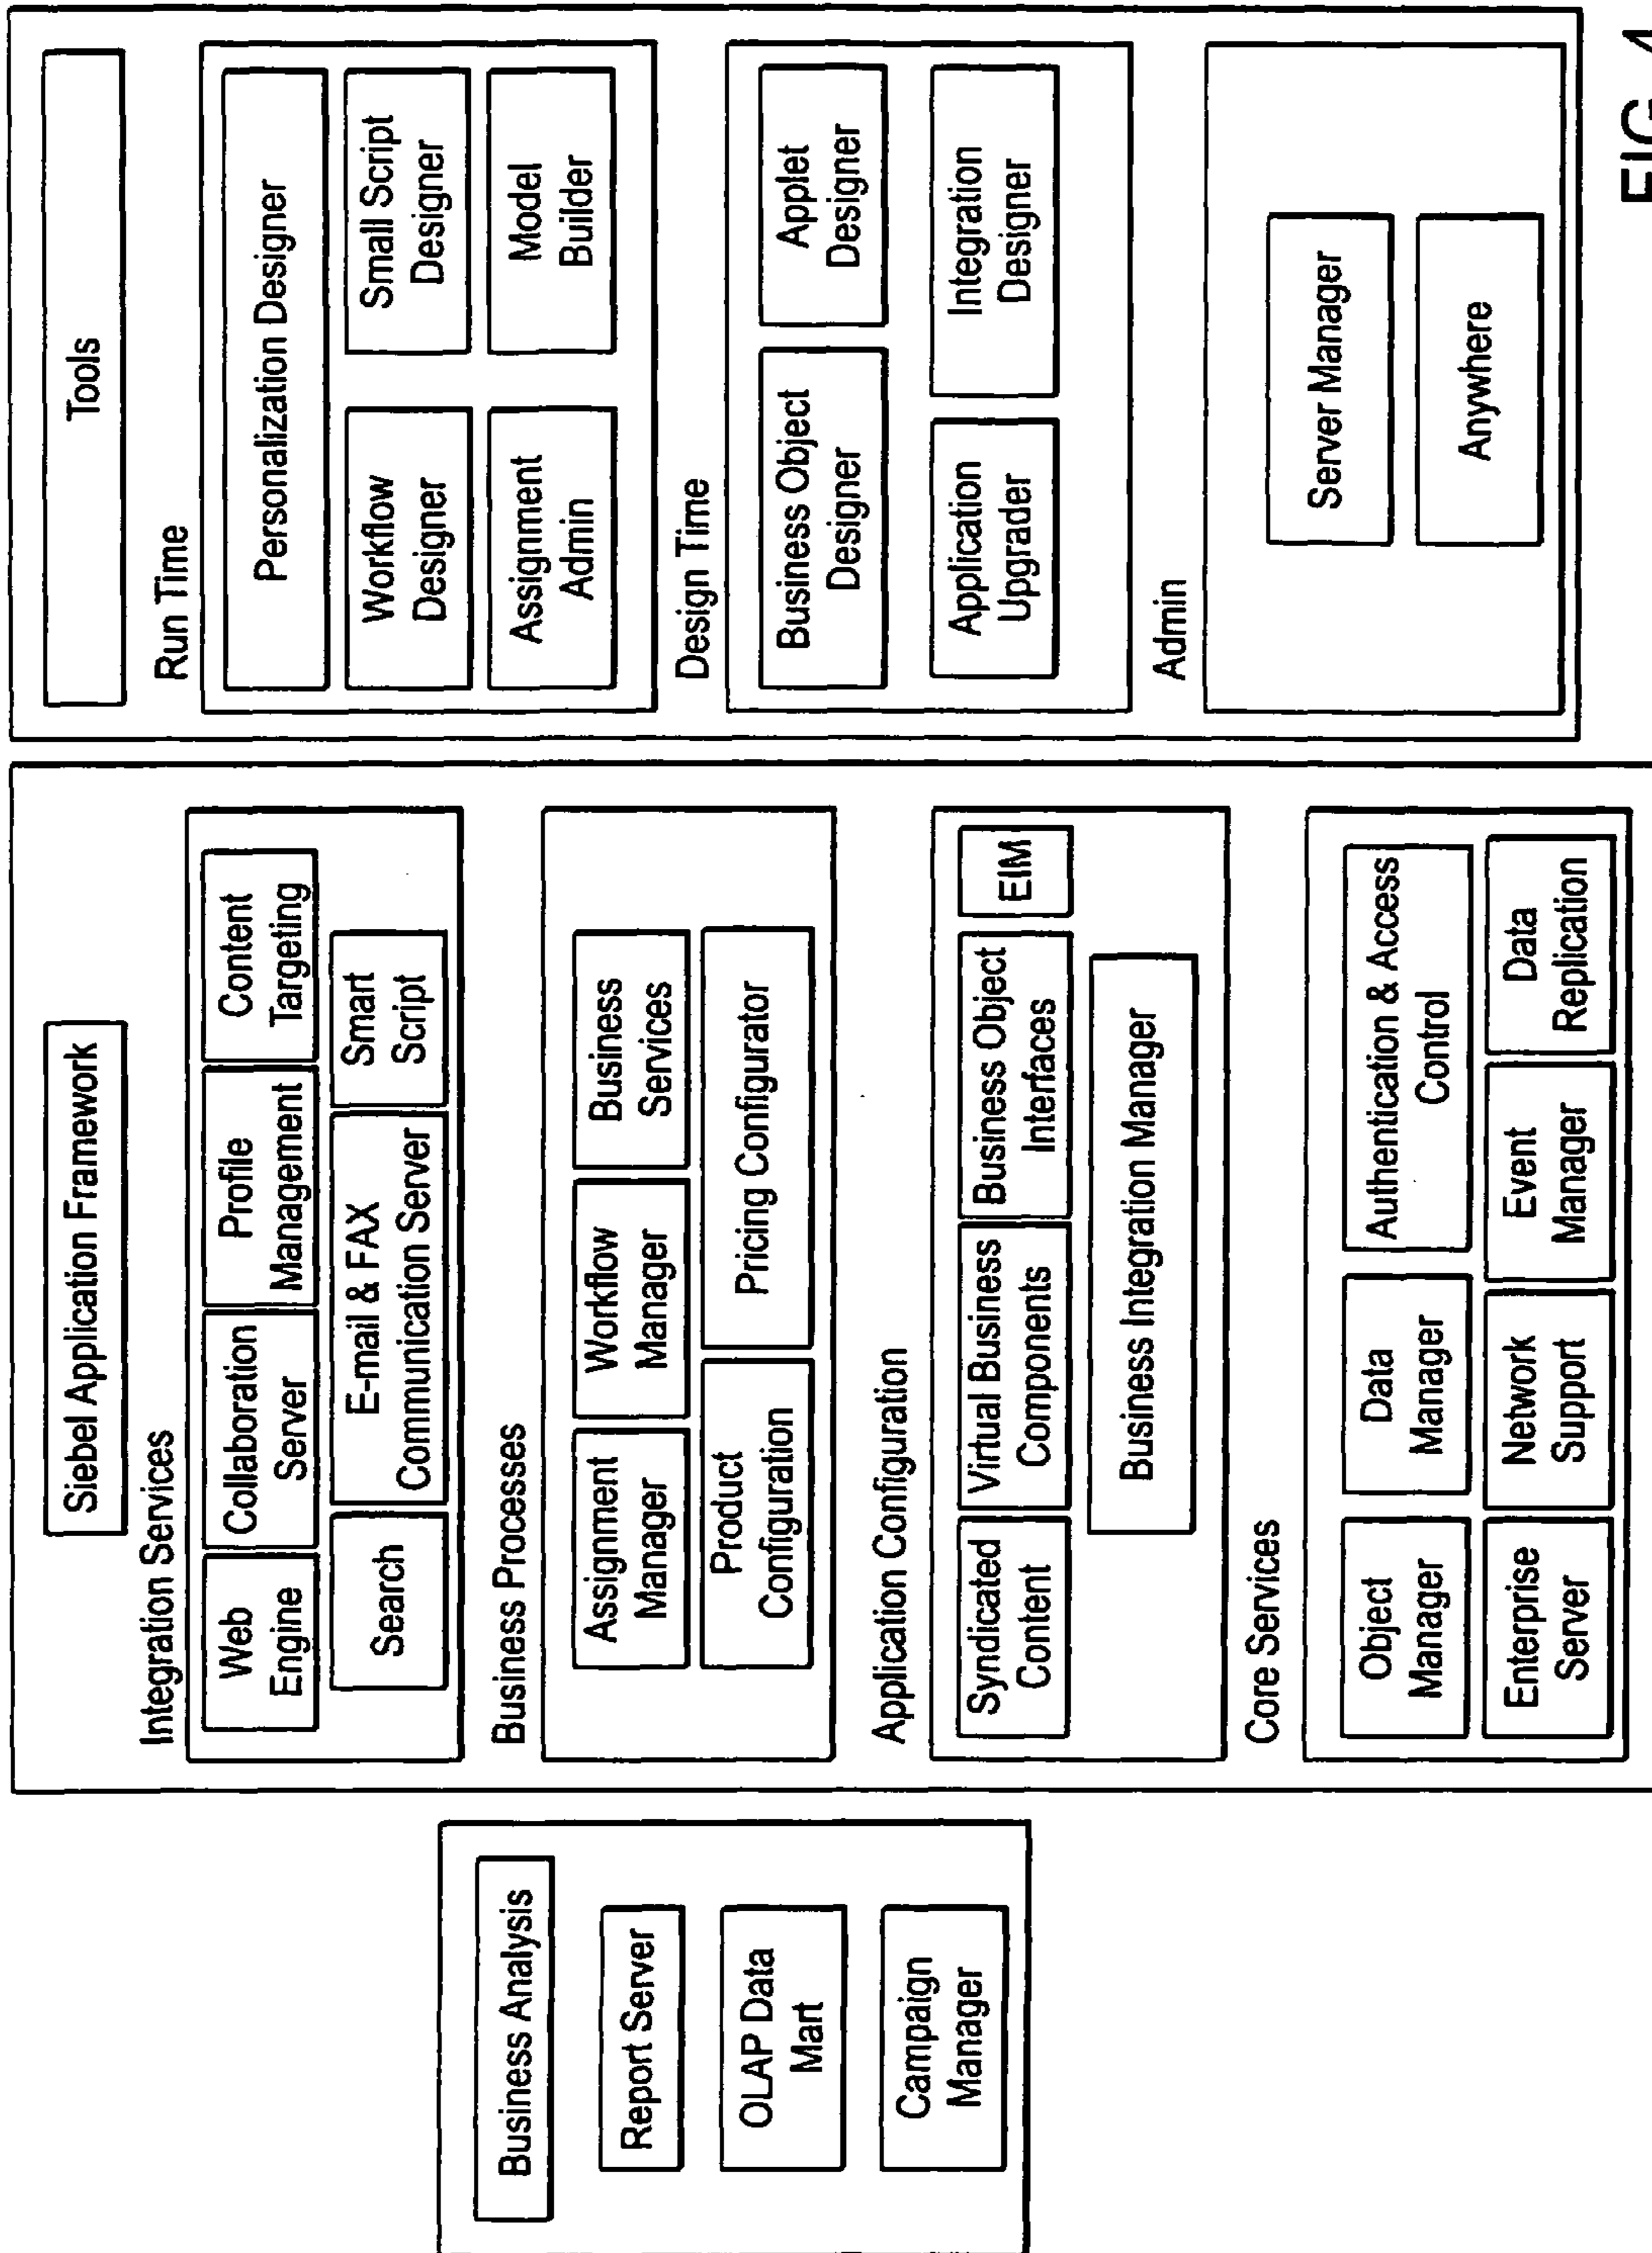 Business Analysis
Report Server
OLAP Data
Mart
Campaign
Manager
Siebel Application Framework
Integration Services
Web
Engine
Collaboration
Server
Profile
Management
Content
Targeting
Search
E-mail & FAX
Communication Server
Smart
Script
Business Processes
Assignment
Manager
Workflow
Manager
Business
Services
Product
Configuration
Pricing Configurator
Application Configuration
Syndicated
Content
Virtual Business
Components
Business Object
Interfaces
EIM
Business Integration Manager
Core Services
Object
Manager
Data
Manager
Authentication & Access
Control
Enterprise
Server
Network
Support
Event
Manager
Data
Replication
Tools
Run Time
Personalization Designer
Workflow
Designer
Small Script
Designer
Assignment
Admin
Model
Builder
Design Time
Business Object
Designer
Applet
Designer
Application
Upgrader
Integration
Designer
Admin
Server Manager
Anywhere
FIG. 4